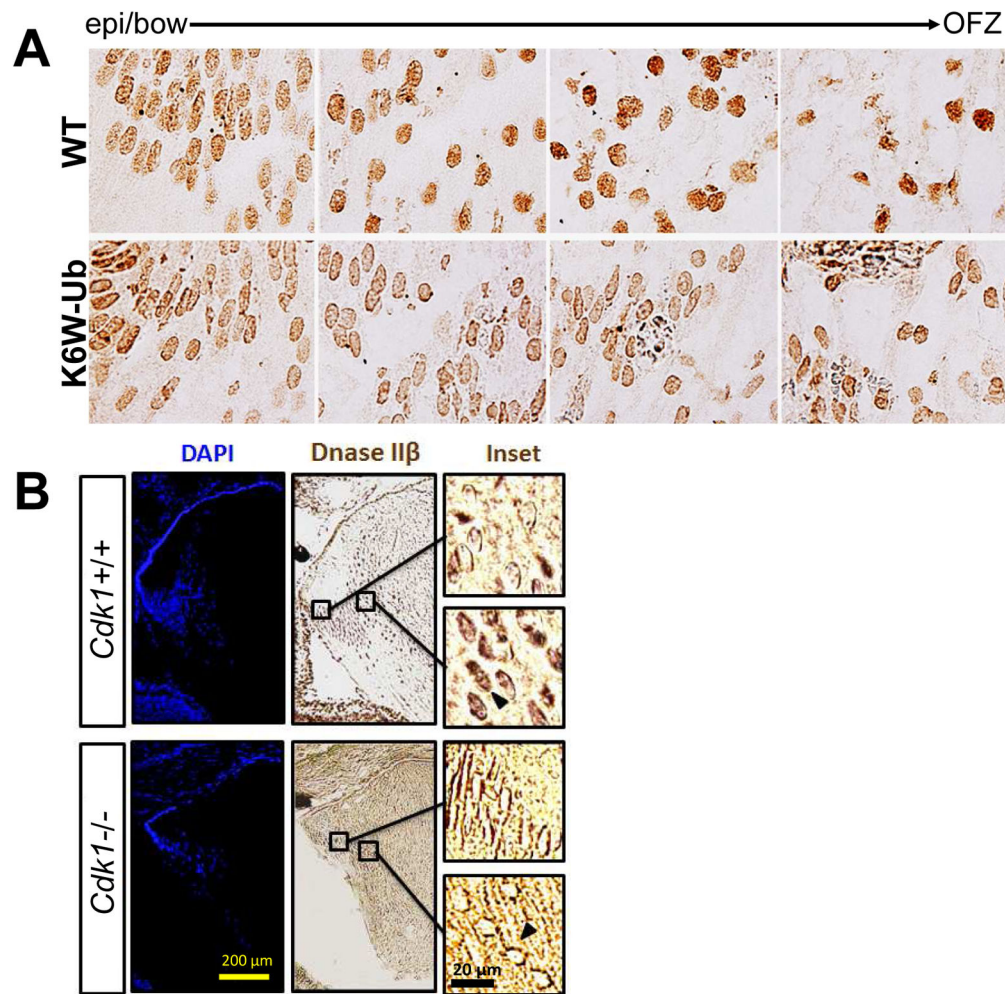 epi/bow OFZ
A
WT
K6W-Ub
B
DAPI Dnase IIβ Inset
Cdk1+/+
Cdk1-/-
200 µm
20 µm